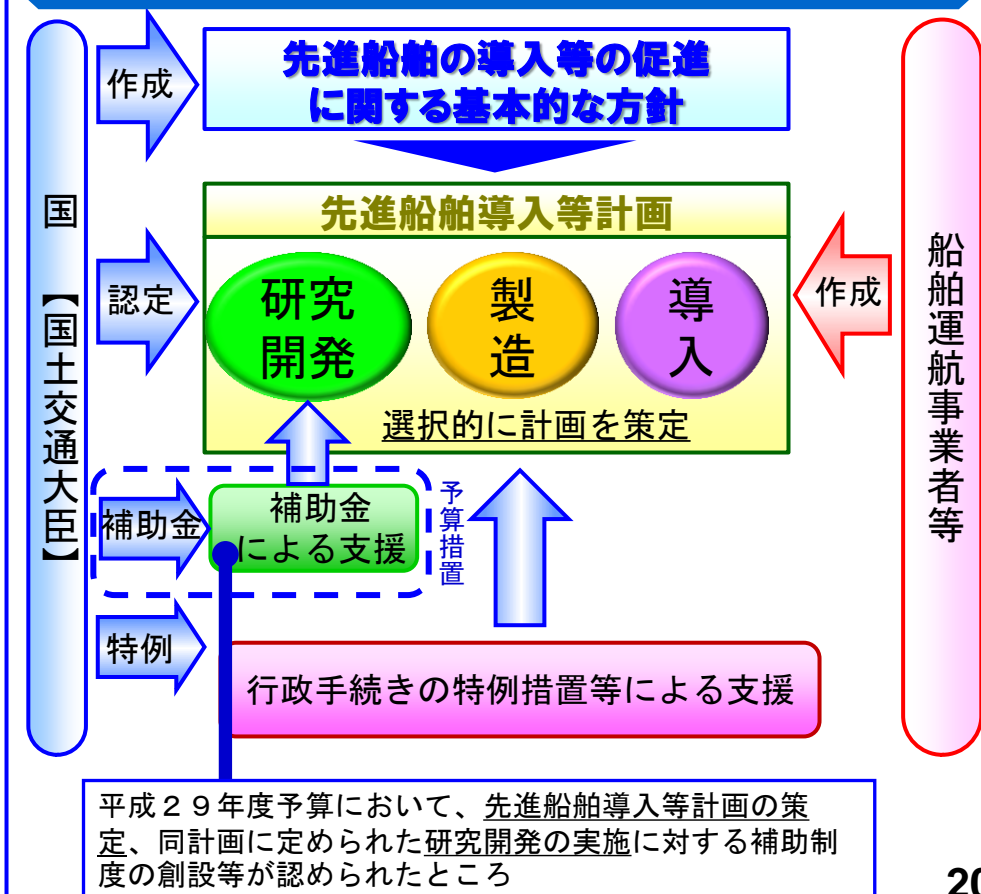 作成
先進船舶の導入等の促進
に関する基本的な方針
国【国土交通大臣】
先進船舶導入等計画
認定
研究
開発
製
造
導
入
作成
船舶運航事業者等
選択的に計画を策定
補助金
補助金
による支援
予算措置
特例
行政手続きの特例措置等による支援
平成２９年度予算において、先進船舶導入等計画の策
定、同計画に定められた研究開発の実施に対する補助制
度の創設等が認められたところ
20